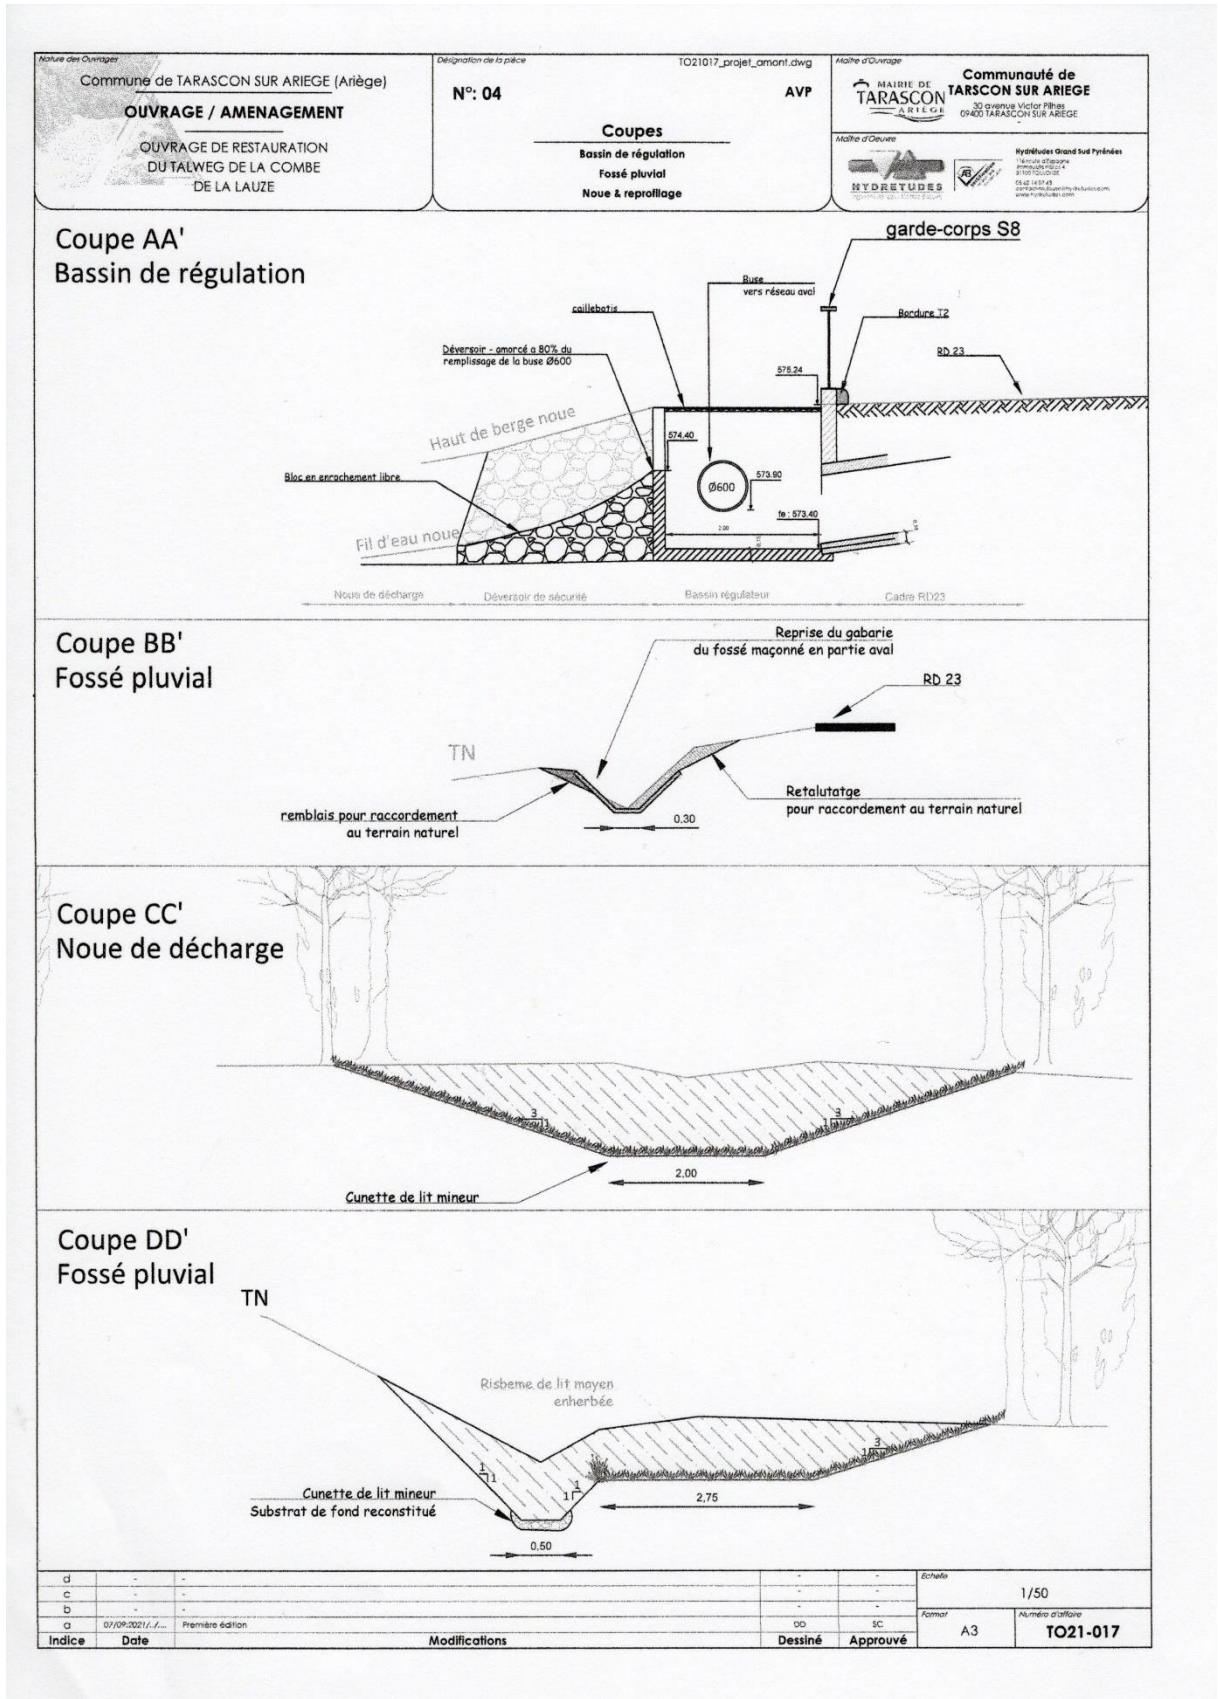 Nature des Ouvrages
Commune de TARASCON SUR ARIEGE (Ariège)
OUVRAGE / AMENAGEMENT
OUVRAGE DE RESTAURATION
DU TALWEG DE LA COMBE
DE LA LAUZE
Désignation de la pièce
TO21017_projet_amont.dwg
N°: 04
AVP
Coupes
Bassin de régulation
Fossé pluvial
Noue & reprofilage
Maître d'Ouvrage
MAIRIE DE
TARASCON
ARIÈGE
Communauté de
TARSCON SUR ARIEGE
30 avenue Victor Pilhes
09400 TARASCON SUR ARIEGE
-
Maître d'Oeuvre
HYDRETUDES
Hydrétudes Grand Sud Pyrénées
Coupe AA'
Bassin de régulation
garde-corps S8
Buse
vers réseau aval
caillebotis
Bordure T2
Déversoir - amorcé a 80% du
remplissage de la buse Ø600
RD 23
575.24
Haut de berge noue
574.40
Bloc en enrochement libre
Ø600
573.90
fe : 573.40
2.00
Fil d'eau noue
Noue de décharge
Déversoir de sécurité
Bassin régulateur
Cadre RD23
Coupe BB'
Fossé pluvial
Reprise du gabarie
du fossé maçonné en partie aval
RD 23
TN
Retalutatge
pour raccordement au terrain naturel
remblais pour raccordement
au terrain naturel
0,30
Coupe CC'
Noue de décharge
3
1
3
1
2,00
Cunette de lit mineur
Coupe DD'
Fossé pluvial
TN
Risbeme de lit moyen
enherbée
1
1
1
1
3
1
Cunette de lit mineur
Substrat de fond reconstitué
2,75
0,50
d - - - -
c - - - -
b - - - -
a 07/09/2021/../... Première édition DD SC
Indice Date Modifications Dessiné Approuvé
Echelle
1/50
Format
A3
Numéro d'affaire
TO21-017